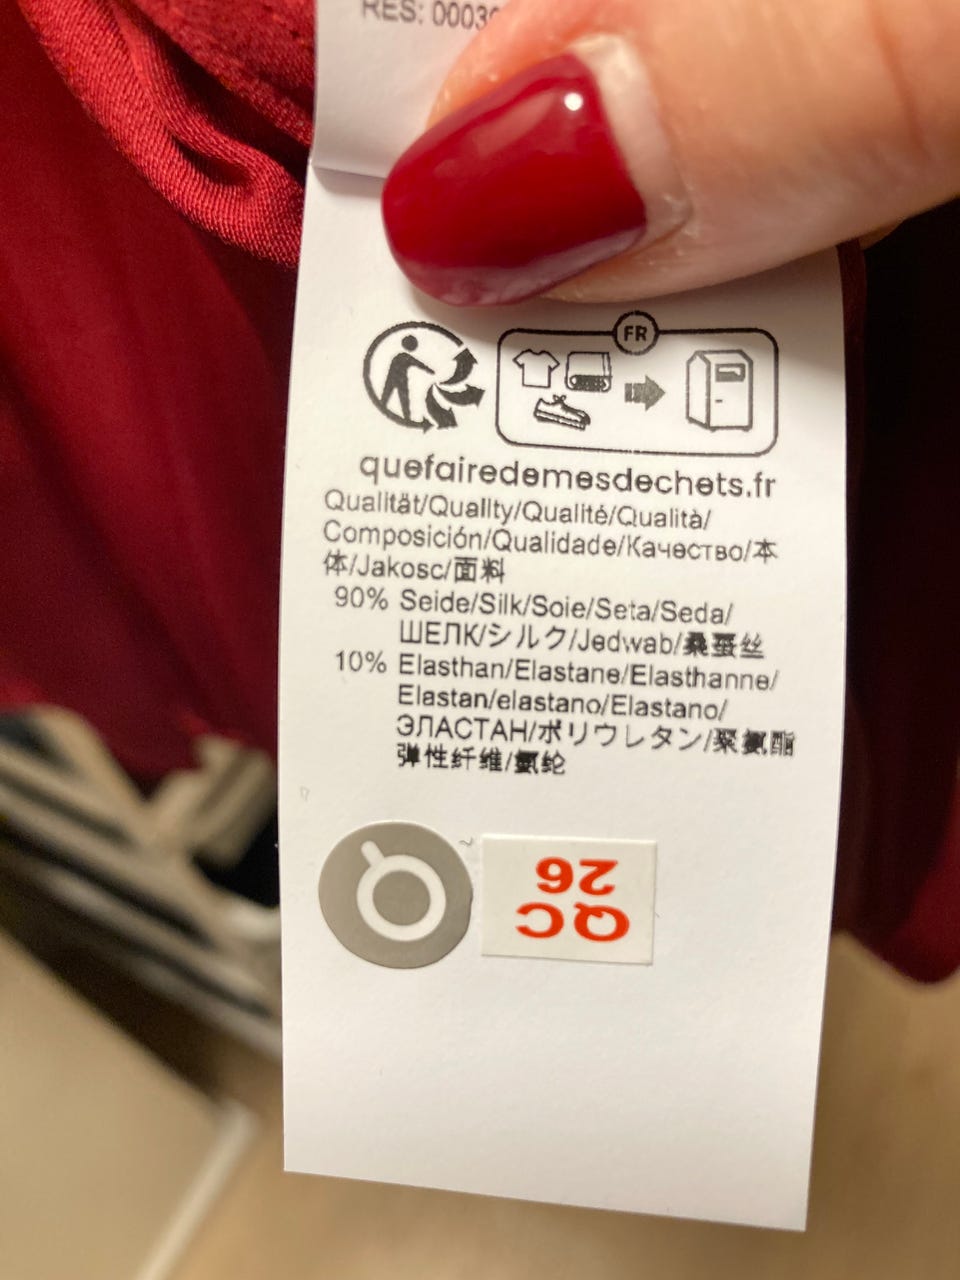 RES: 0003
FR
quefairedemesdechets.fr
Qualität/Quality/Qualité/Qualità/
Composición/Qualidade/Качество/本
体/Jakosc/面料
90% Seide/Silk/Soie/Seta/Seda/
ШЕЛК/シルク/Jedwab/桑蚕丝
10% Elasthan/Elastane/Elasthanne/
Elastan/elastano/Elastano/
ЭЛАСТАН/ポリウレタン/聚氨酯
弹性纤维/氨纶
QC
26